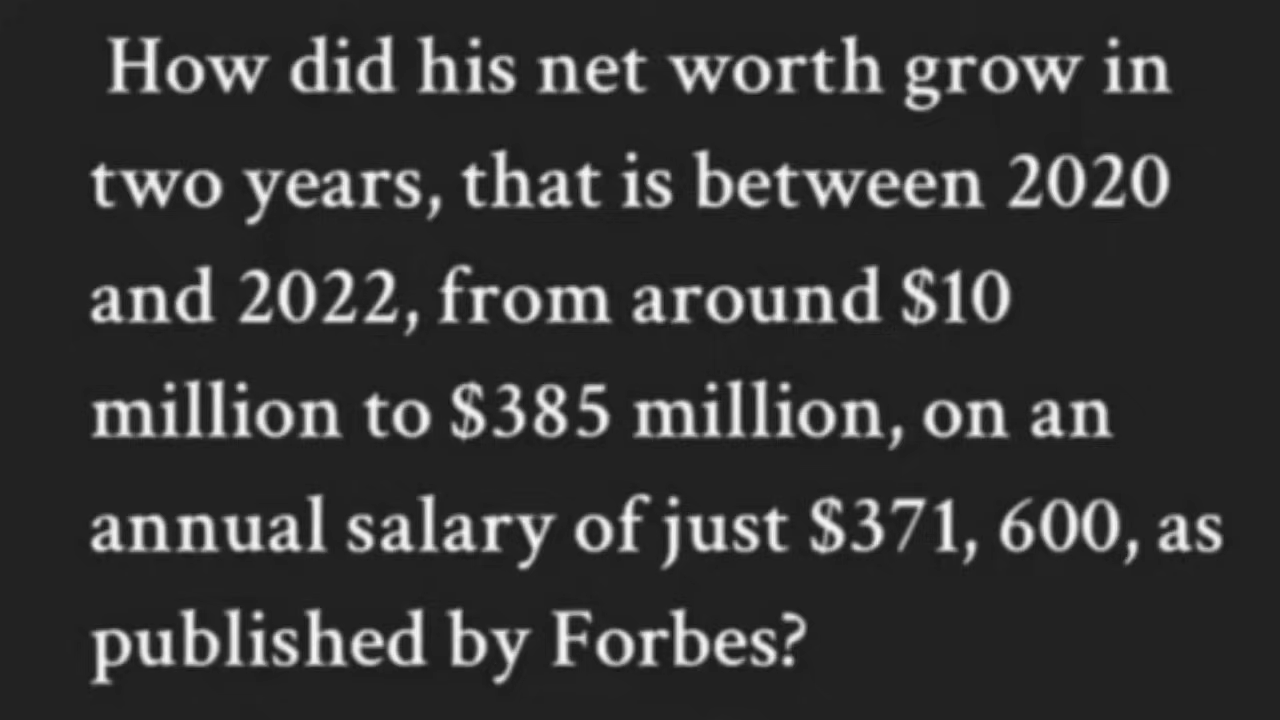 How did his net worth grow in
two years, that is between 2020
and 2022, from around $10
million to $385 million, on an
annual salary of just $371, 600, as
published by Forbes?